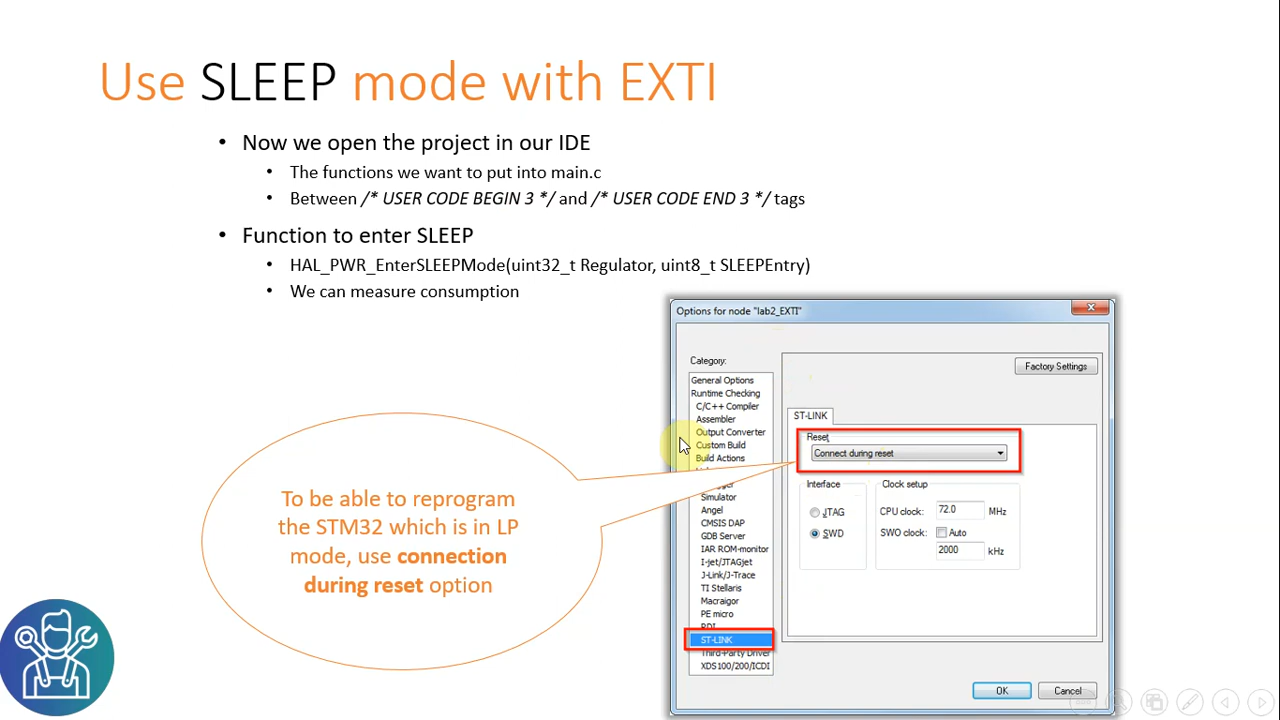 Use SLEEP mode with EXTI
• Now we open the project in our IDE
• The functions we want to put into main.c
• Between /* USER CODE BEGIN 3 */ and /* USER CODE END 3 */ tags
• Function to enter SLEEP
• HAL_PWR_EnterSLEEPMode(uint32_t Regulator, uint8_t SLEEPEntry)
• We can measure consumption
To be able to reprogram
the STM32 which is in LP
mode, use connection
during reset option
Options for node "lab2_EXTI"
Category:
General Options
Runtime Checking
C/C++ Compiler
Assembler
Output Converter
Custom Build
Build Actions
Simulator
Angel
CMSIS DAP
GDB Server
IAR ROM-monitor
I-jet/JTAGjet
J-Link/J-Trace
TI Stellaris
Macraigor
PE micro
RDI
ST-LINK
Third-Party Driver
XDS100/200/ICDI
Factory Settings
ST-LINK
Reset
Connect during reset
Interface
JTAG
SWD
Clock setup
CPU clock: 72.0 MHz
SWO clock: Auto
2000 kHz
OK
Cancel